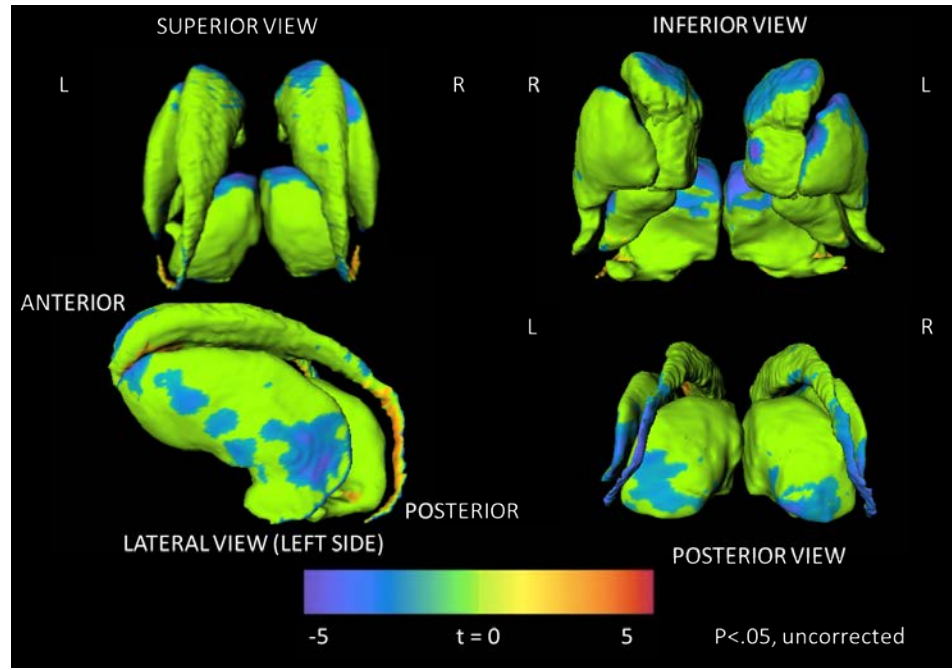 SUPERIOR VIEW
INFERIOR VIEW
L
R
R
L
ANTERIOR
L
R
POSTERIOR
LATERAL VIEW (LEFT SIDE)
POSTERIOR VIEW
-5
t = 0
5
P<.05, uncorrected